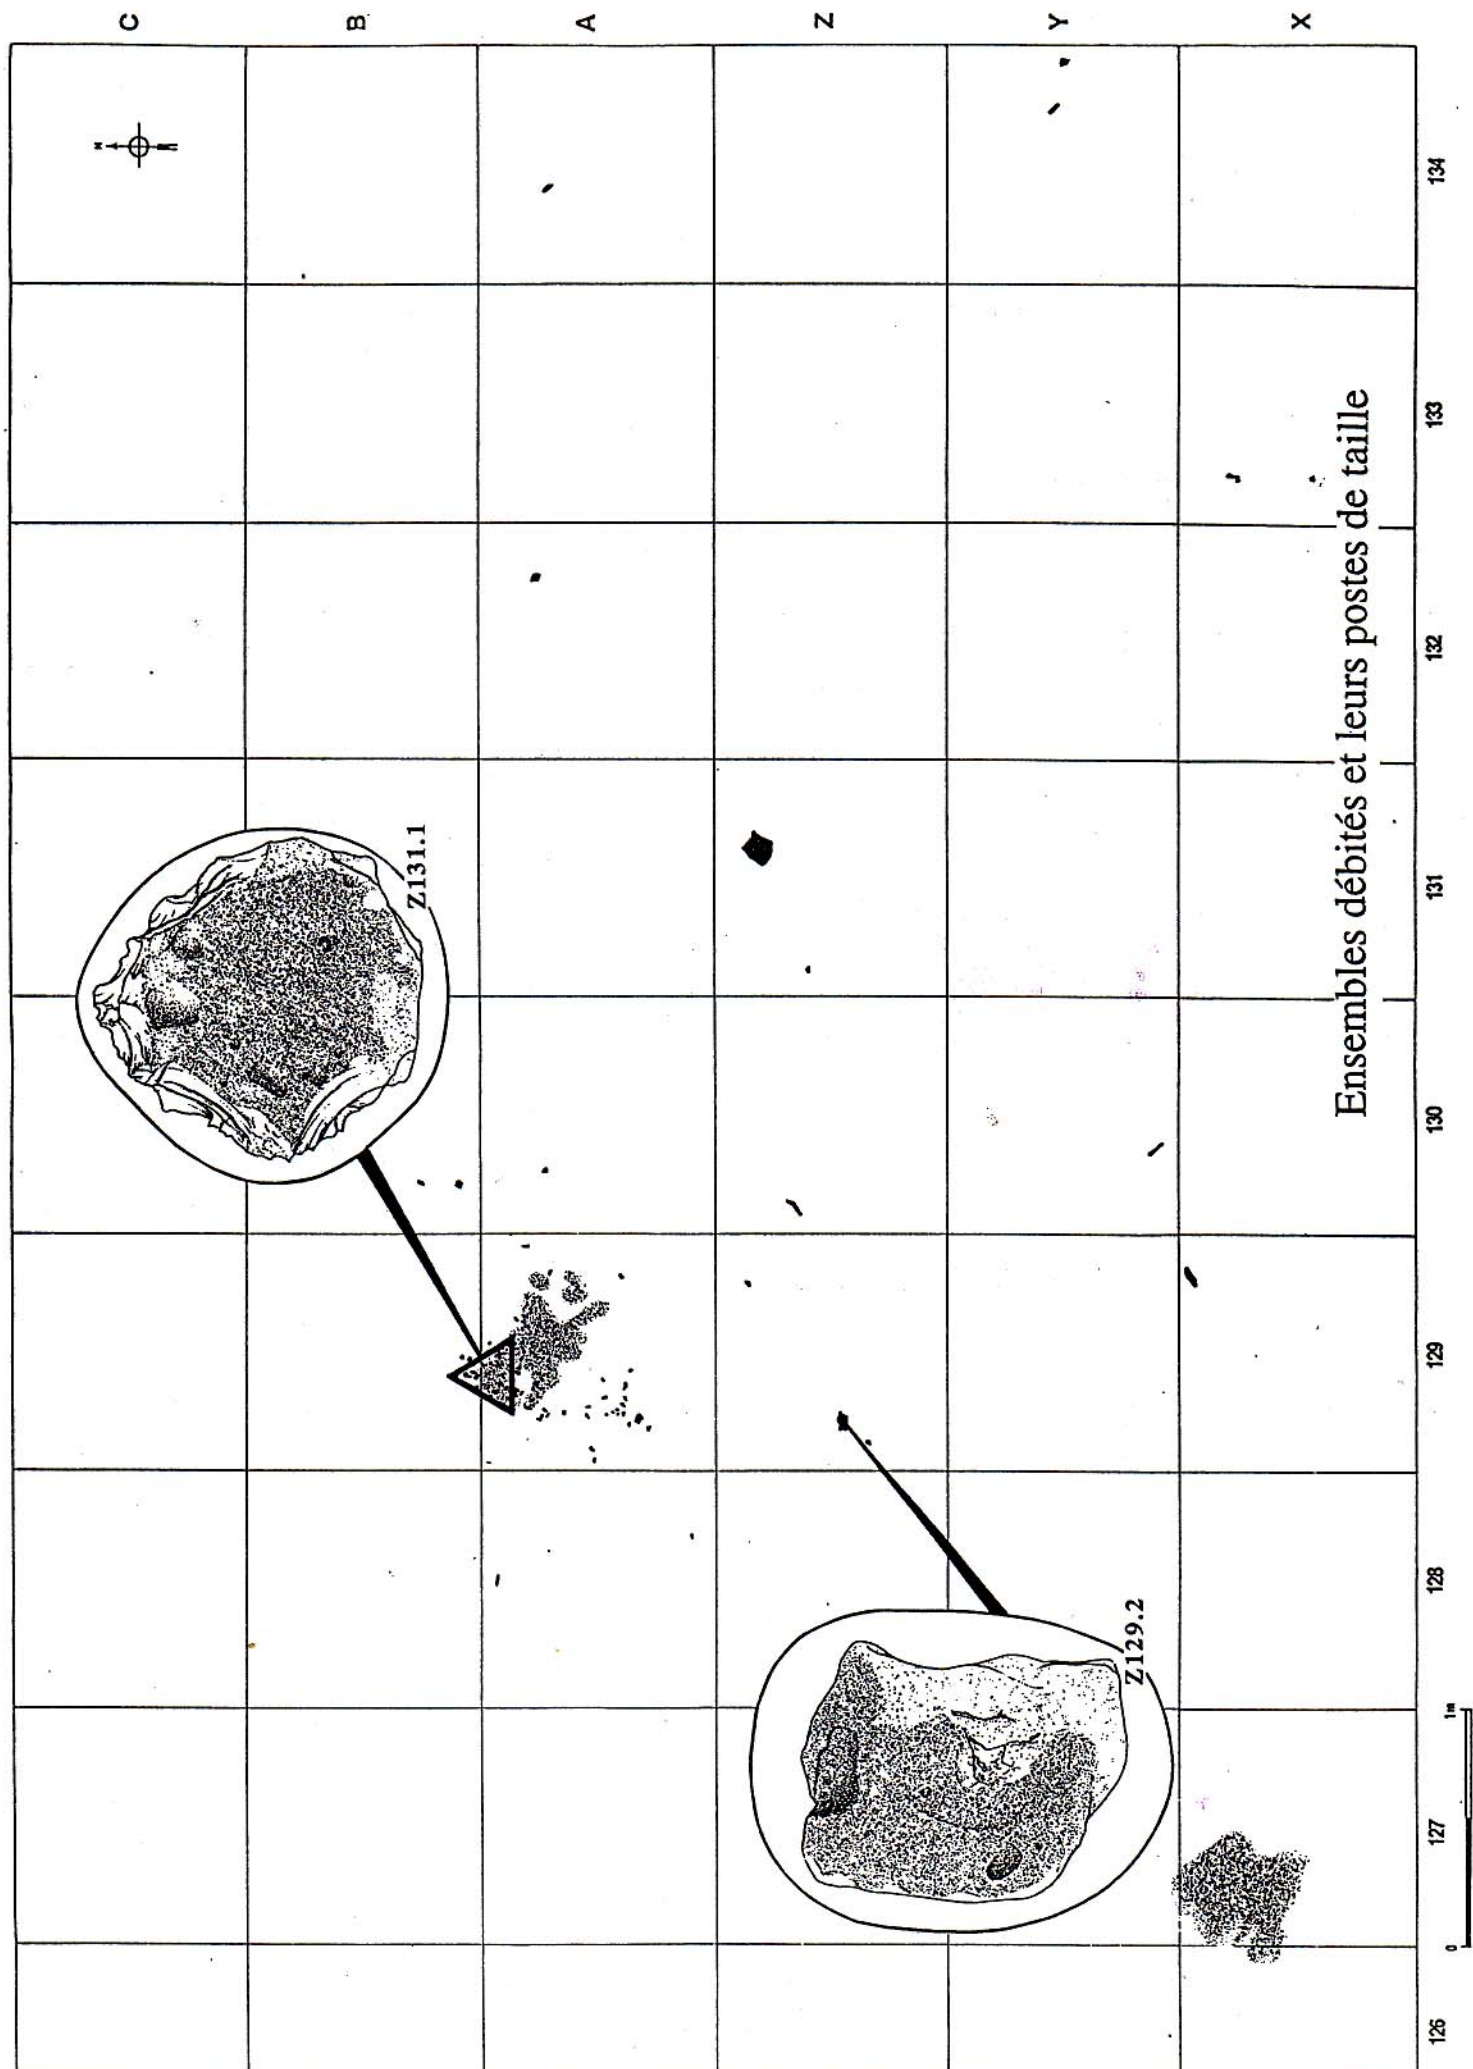 C
B
A
Z
Y
X
N
134
133
132
131
130
129
128
127
126
Z131.1
Z129.2
Ensembles débités et leurs postes de taille
0
1m